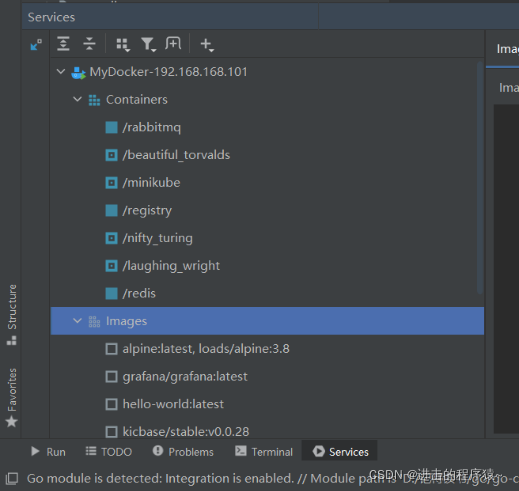 Services
MyDocker-192.168.168.101
Containers
/rabbitmq
/beautiful_torvalds
/minikube
/registry
/nifty_turing
/laughing_wright
/redis
Images
alpine:latest, loads/alpine:3.8
grafana/grafana:latest
hello-world:latest
kicbase/stable:v0.0.28
Imag
Ima
Structure
Favorites
Run
TODO
Problems
Terminal
Services
Go module is detected: Integration is enabled. // Module path is
CSDN @进击的程序猿~